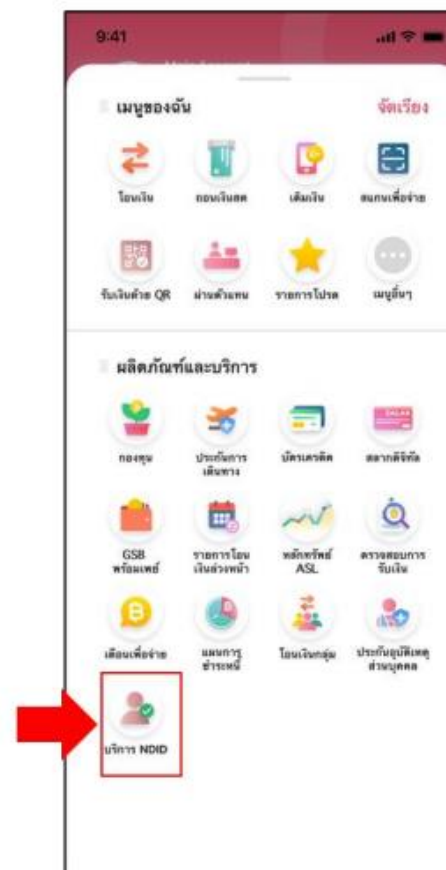 9:41
เมนูของฉัน
จัดเรียง
โอนเงิน
ถอนเงินสด
เติมเงิน
สแกนเพื่อจ่าย
รับเงินด้วย QR
ผ่านตัวแทน
รายการโปรด
เมนูอื่นๆ
ผลิตภัณฑ์และบริการ
กองทุน
ประกันการ
เดินทาง
บัตรเครดิต
สลากดิจิทัล
GSB
พร้อมเพย์
รายการโอน
เงินล่วงหน้า
หลักทรัพย์
ASL
ตรวจสอบการ
รับเงิน
เตือนเพื่อจ่าย
แผนการ
ชำระหนี้
โอนเงินกลุ่ม
ประกันอุบัติเหตุ
ส่วนบุคคล
บริการ NDID